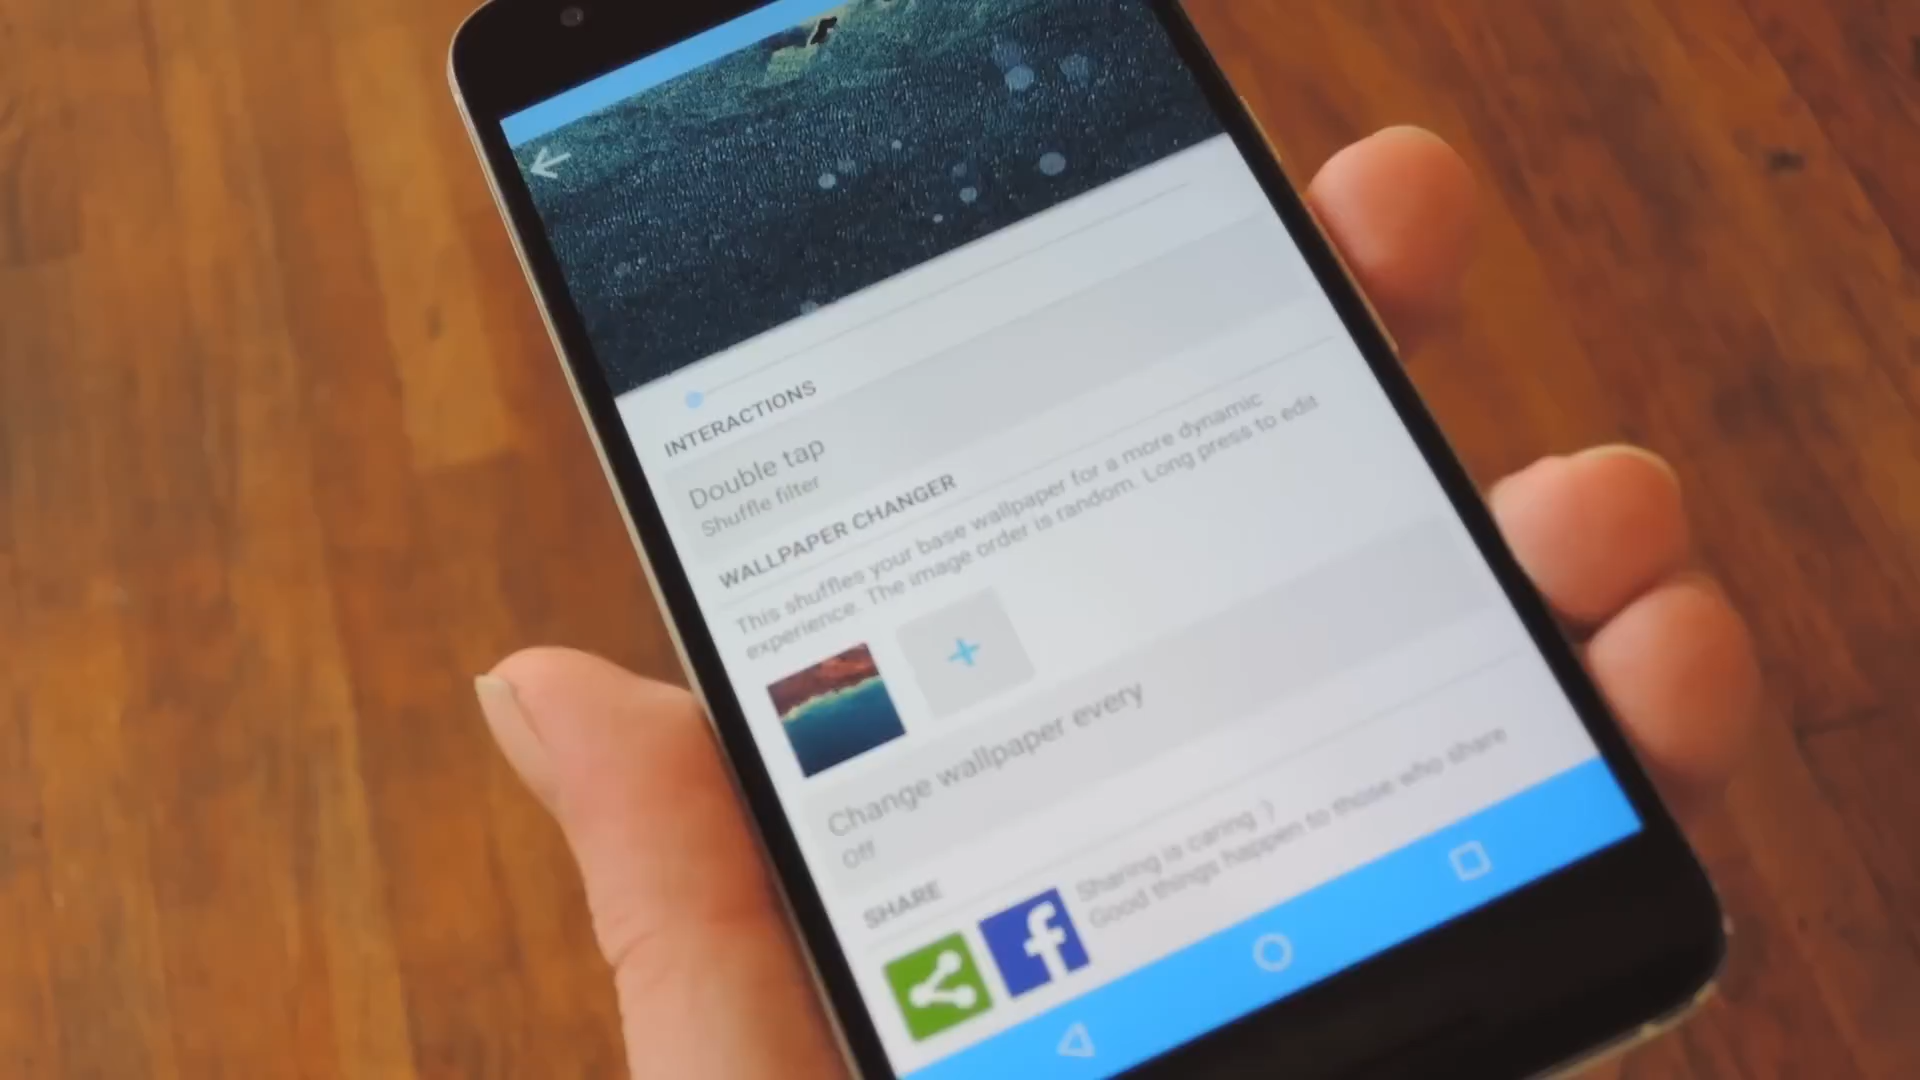 INTERACTIONS
Double tap
Shuffle filter
WALLPAPER CHANGER
This shuffles your base wallpaper for a more dynamic
experience. The image order is random. Long press to edit
Change wallpaper every
Off
SHARE
Sharing is caring :)
Good things happen to those who share